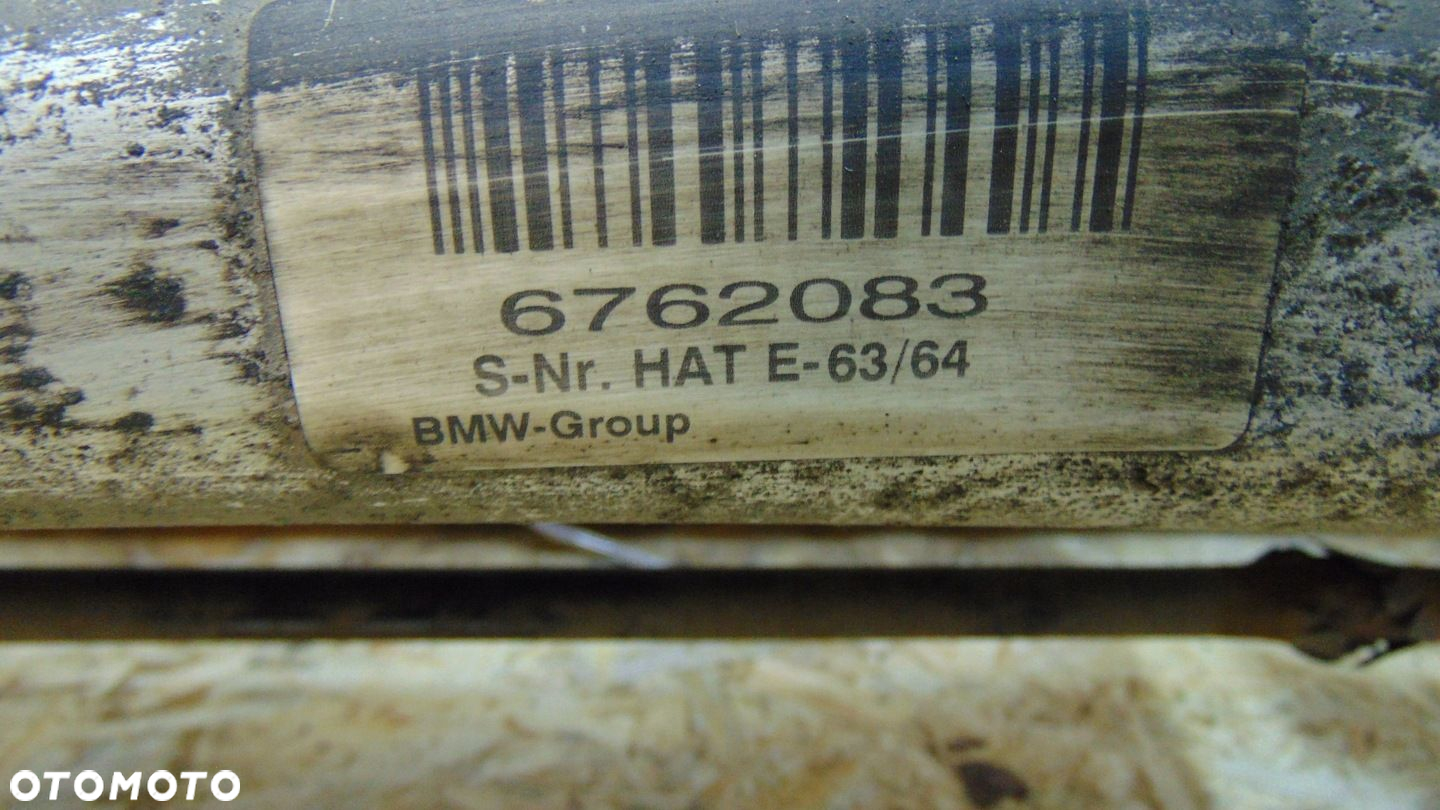 6762083
S-Nr. HAT E-63/64
BMW-Group
OTOMOTO